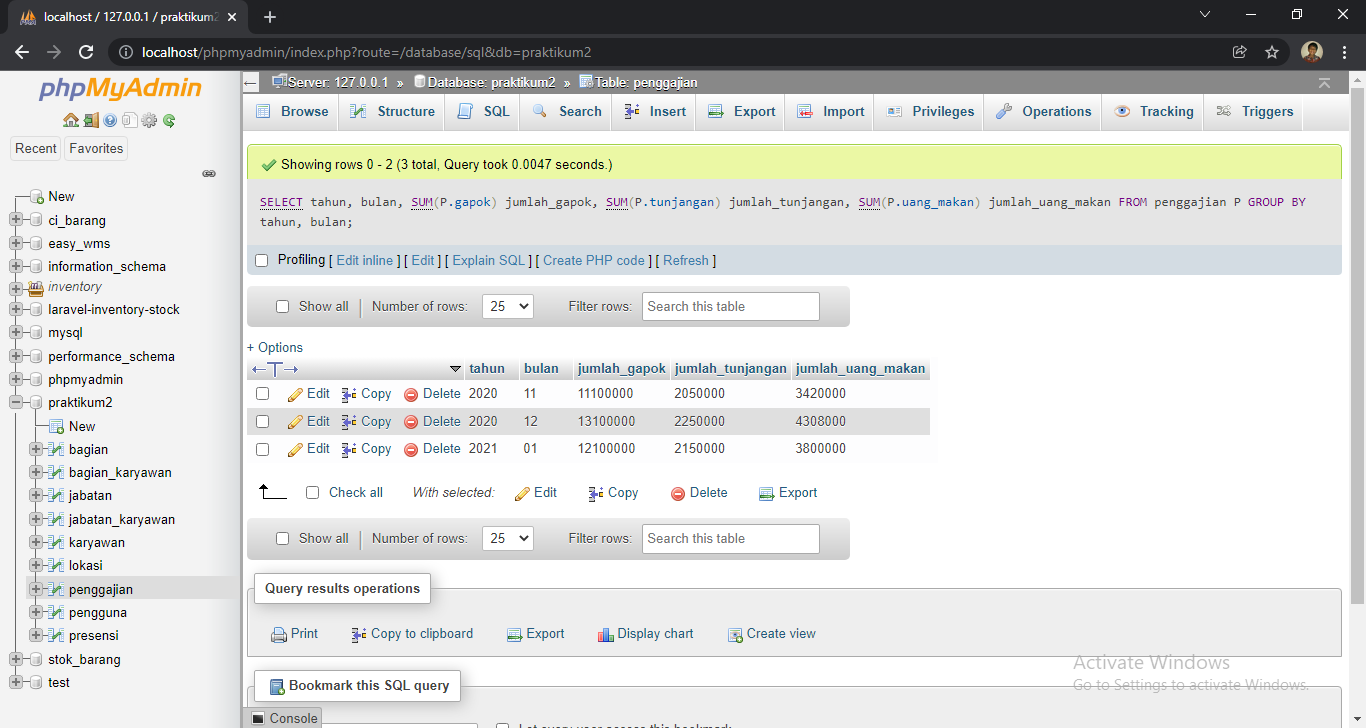 localhost / 127.0.0.1 / praktikum2
localhost/phpmyadmin/index.php?route=/database/sql&db=praktikum2
phpMyAdmin
Recent Favorites
New
ci_barang
easy_wms
information_schema
inventory
laravel-inventory-stock
mysql
performance_schema
phpmyadmin
praktikum2
New
bagian
bagian_karyawan
jabatan
jabatan_karyawan
karyawan
lokasi
penggajian
pengguna
presensi
stok_barang
test
Server: 127.0.0.1 » Database: praktikum2 » Table: penggajian
Browse Structure SQL Search Insert Export Import Privileges Operations Tracking Triggers
Showing rows 0 - 2 (3 total, Query took 0.0047 seconds.)
SELECT tahun, bulan, SUM(P.gapok) jumlah_gapok, SUM(P.tunjangan) jumlah_tunjangan, SUM(P.uang_makan) jumlah_uang_makan FROM penggajian P GROUP BY
tahun, bulan;
Profiling [ Edit inline ] [ Edit ] [ Explain SQL ] [ Create PHP code ] [ Refresh ]
Show all | Number of rows: 25 Filter rows: Search this table
+ Options
←T→ tahun bulan jumlah_gapok jumlah_tunjangan jumlah_uang_makan
Edit Copy Delete 2020 11 11100000 2050000 3420000
Edit Copy Delete 2020 12 13100000 2250000 4308000
Edit Copy Delete 2021 01 12100000 2150000 3800000
Check all With selected: Edit Copy Delete Export
Show all | Number of rows: 25 Filter rows: Search this table
Query results operations
Print Copy to clipboard Export Display chart Create view
Bookmark this SQL query
Console
Activate Windows
Go to Settings to activate Windows.